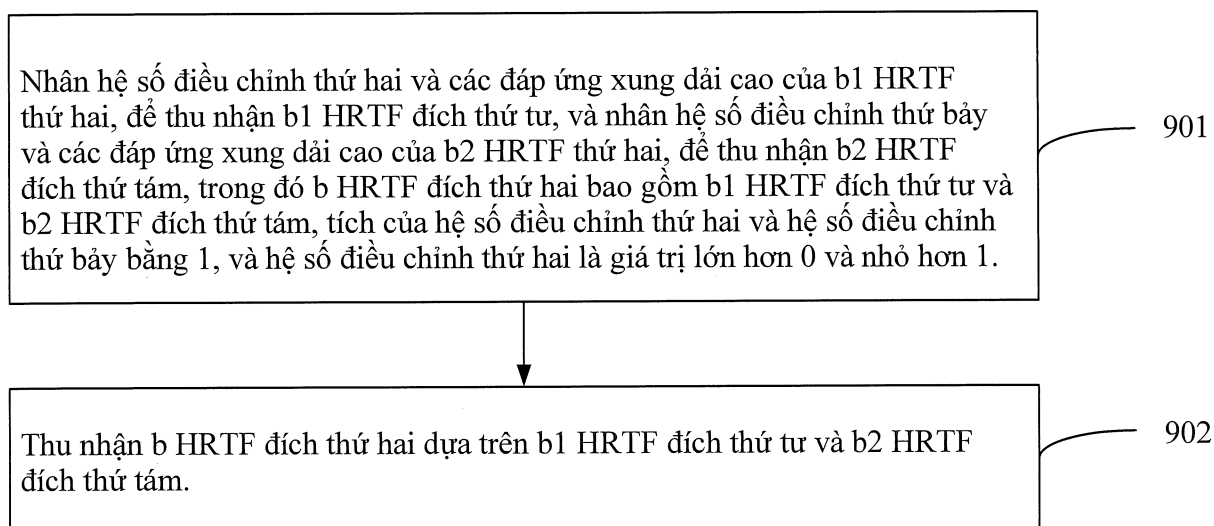 Nhân hệ số điều chỉnh thứ hai và các đáp ứng xung dải cao của b1 HRTF
thứ hai, để thu nhận b1 HRTF đích thứ tư, và nhân hệ số điều chỉnh thứ bảy
và các đáp ứng xung dải cao của b2 HRTF thứ hai, để thu nhận b2 HRTF
đích thứ tám, trong đó b HRTF đích thứ hai bao gồm b1 HRTF đích thứ tư và
b2 HRTF đích thứ tám, tích của hệ số điều chỉnh thứ hai và hệ số điều chỉnh
thứ bảy bằng 1, và hệ số điều chỉnh thứ hai là giá trị lớn hơn 0 và nhỏ hơn 1.
901
Thu nhận b HRTF đích thứ hai dựa trên b1 HRTF đích thứ tư và b2 HRTF
đích thứ tám.
902